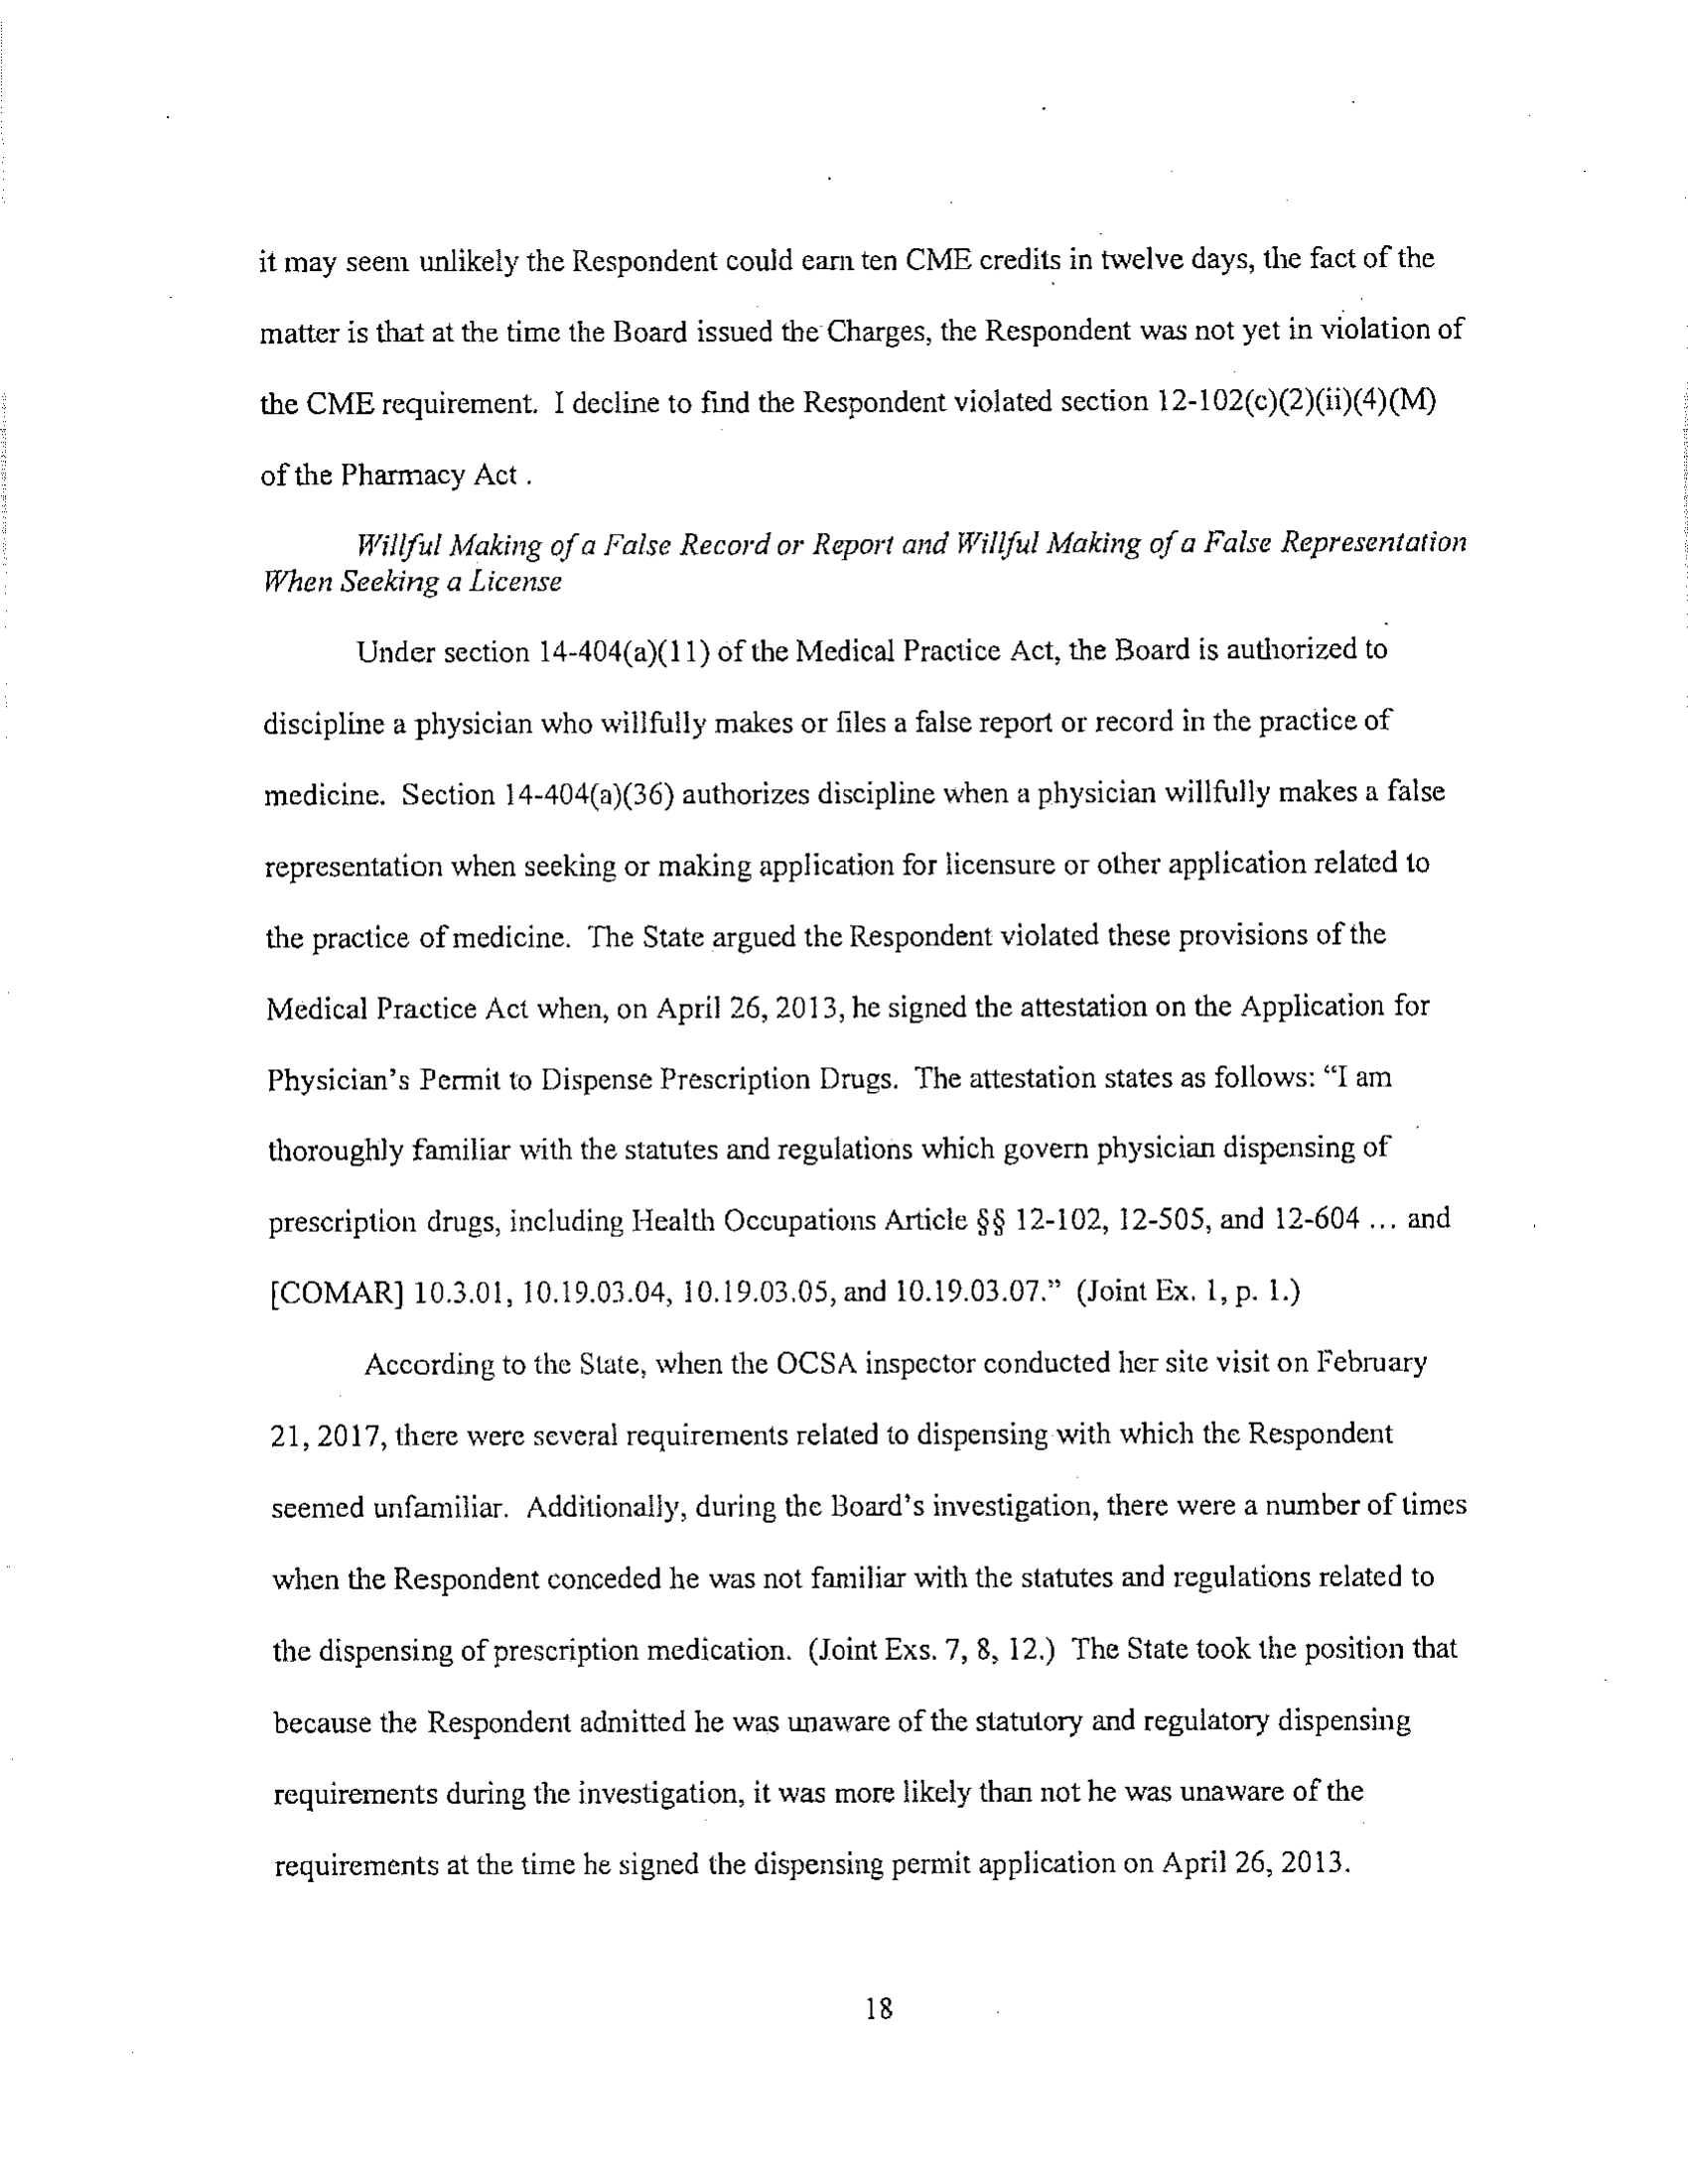 it may seem unlikely the Respondent could earn ten CME credits in twelve days, the fact of the
matter is that at the time the Board issued the Charges, the Respondent was not yet in violation of
the CME requirement. I decline to find the Respondent violated section 12-102(c)(2)(ii)(4)(M)
of the Pharmacy Act .
Willful Making of a False Record or Report and Willful Making of a False Representation
When Seeking a License
Under section 14-404(a)(11) of the Medical Practice Act, the Board is authorized to
discipline a physician who willfully makes or files a false report or record in the practice of
medicine. Section 14-404(a)(36) authorizes discipline when a physician willfully makes a false
representation when seeking or making application for licensure or other application related to
the practice of medicine. The State argued the Respondent violated these provisions of the
Medical Practice Act when, on April 26, 2013, he signed the attestation on the Application for
Physician's Permit to Dispense Prescription Drugs. The attestation states as follows: “I am
thoroughly familiar with the statutes and regulations which govern physician dispensing of
prescription drugs, including Health Occupations Article §§ 12-102, 12-505, and 12-604 ... and
[COMAR] 10.3.01, 10.19.03.04, 10.19.03.05, and 10.19.03.07.” (Joint Ex. 1, p. 1.)
According to the State, when the OCSA inspector conducted her site visit on February
21, 2017, there were several requirements related to dispensing with which the Respondent
seemed unfamiliar. Additionally, during the Board's investigation, there were a number of times
when the Respondent conceded he was not familiar with the statutes and regulations related to
the dispensing of prescription medication. (Joint Exs. 7, 8, 12.) The State took the position that
because the Respondent admitted he was unaware of the statutory and regulatory dispensing
requirements during the investigation, it was more likely than not he was unaware of the
requirements at the time he signed the dispensing permit application on April 26, 2013.
18